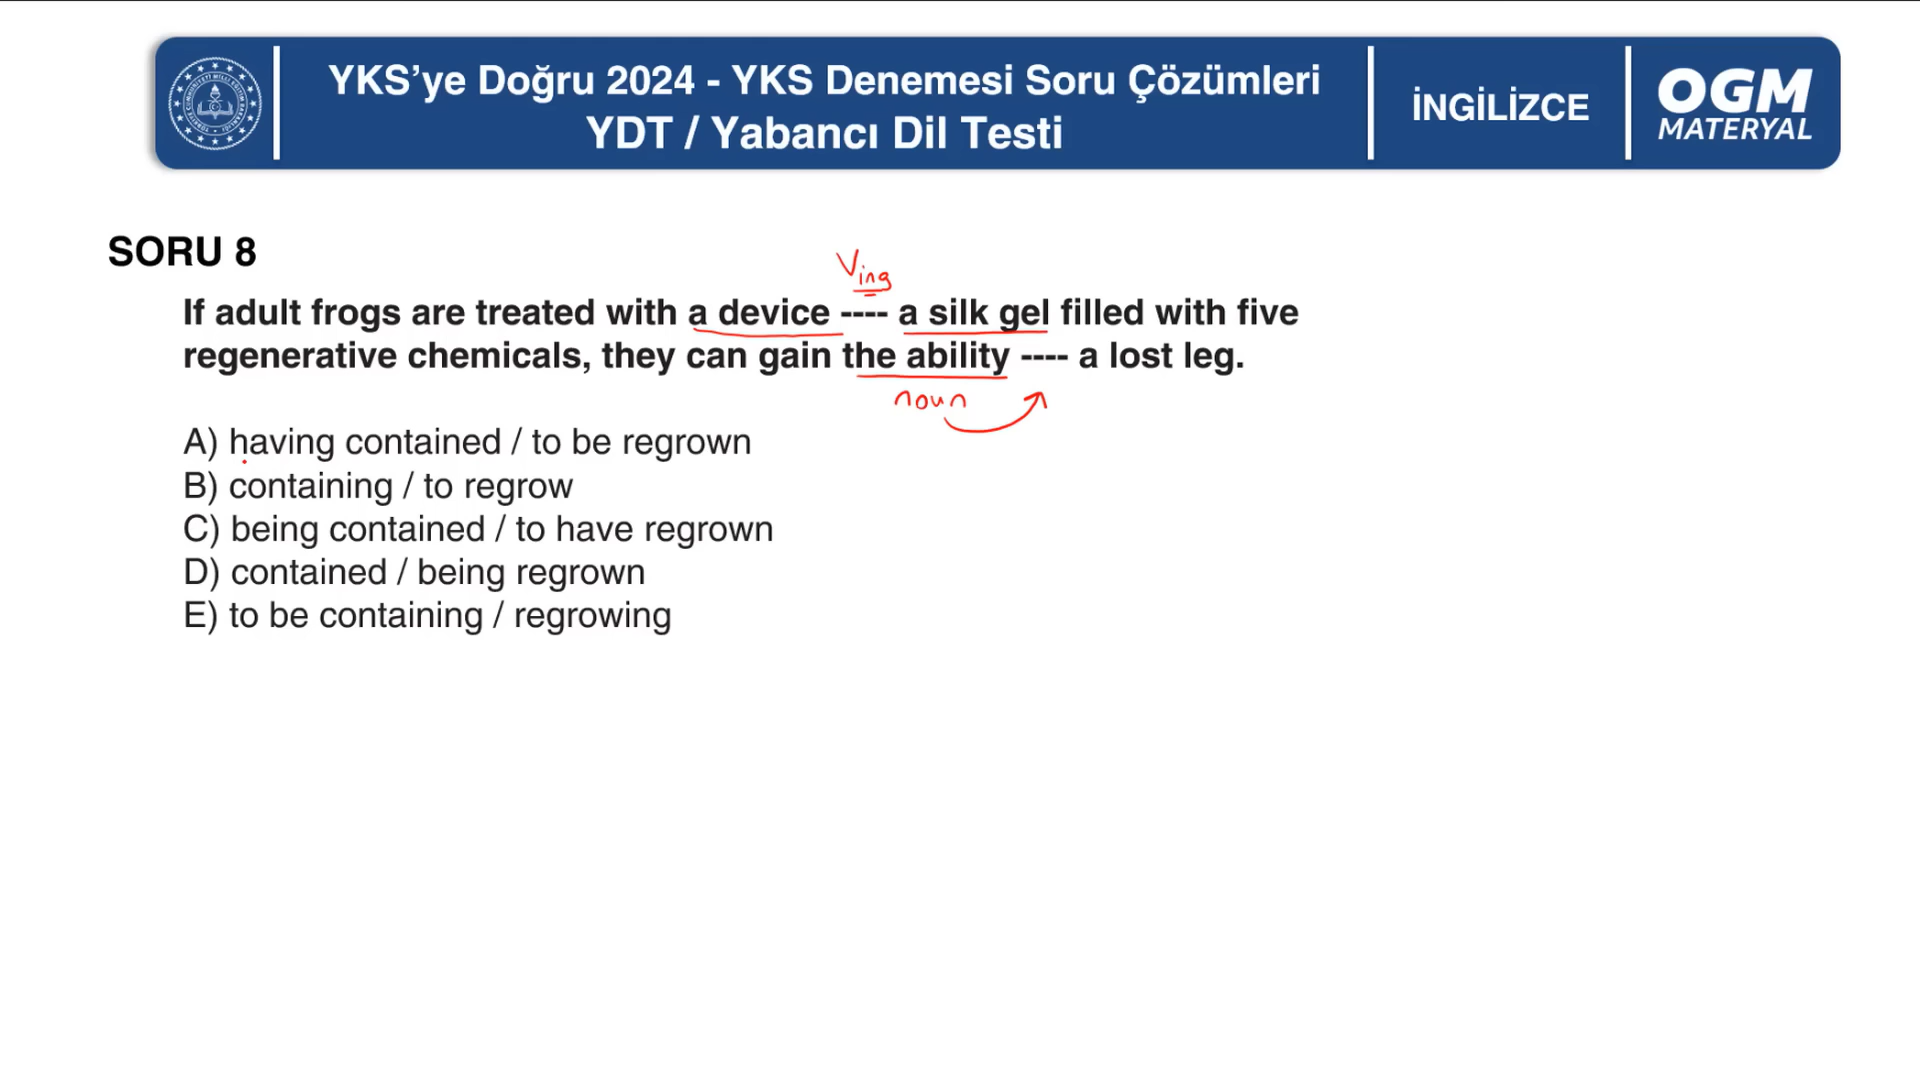 YKS'ye Doğru 2024 - YKS Denemesi Soru Çözümleri
YDT / Yabancı Dil Testi
İNGİLİZCE
OGM
MATERYAL
SORU 8
Ving
If adult frogs are treated with a device ---- a silk gel filled with five
regenerative chemicals, they can gain the ability ---- a lost leg.
noun
A) having contained / to be regrown
B) containing / to regrow
C) being contained / to have regrown
D) contained / being regrown
E) to be containing / regrowing